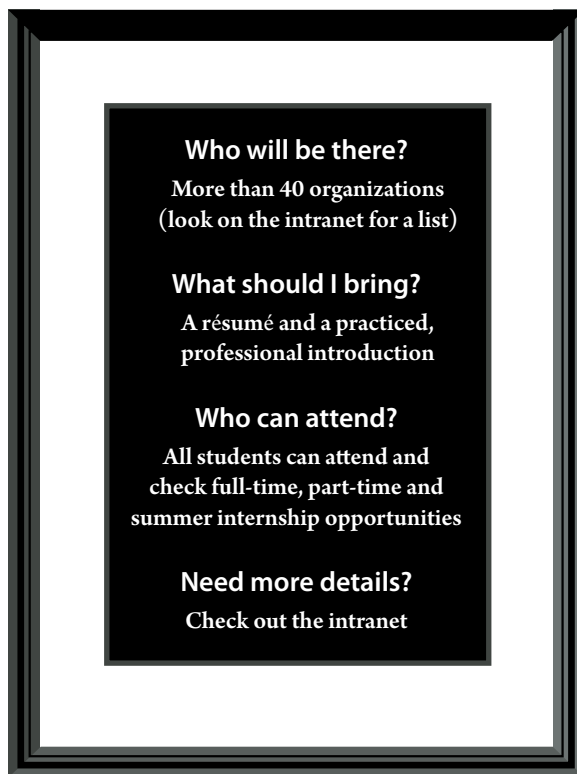 Who will be there?
More than 40 organizations
(look on the intranet for a list)
What should I bring?
A résumé and a practiced,
professional introduction
Who can attend?
All students can attend and
check full-time, part-time and
summer internship opportunities
Need more details?
Check out the intranet